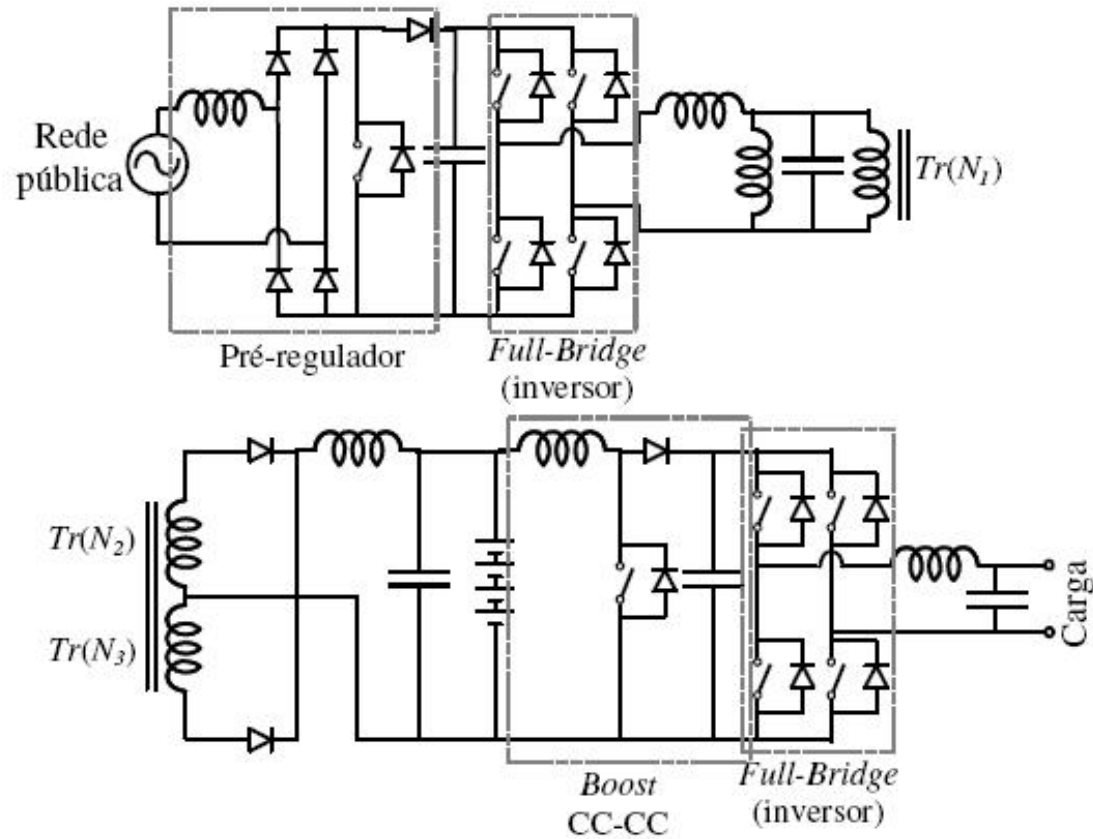 Rede
pública
Tr(N₁)
Pré-regulador
Full-Bridge
(inversor)
Tr(N₂)
Tr(N₃)
Carga
Boost
CC-CC
Full-Bridge
(inversor)